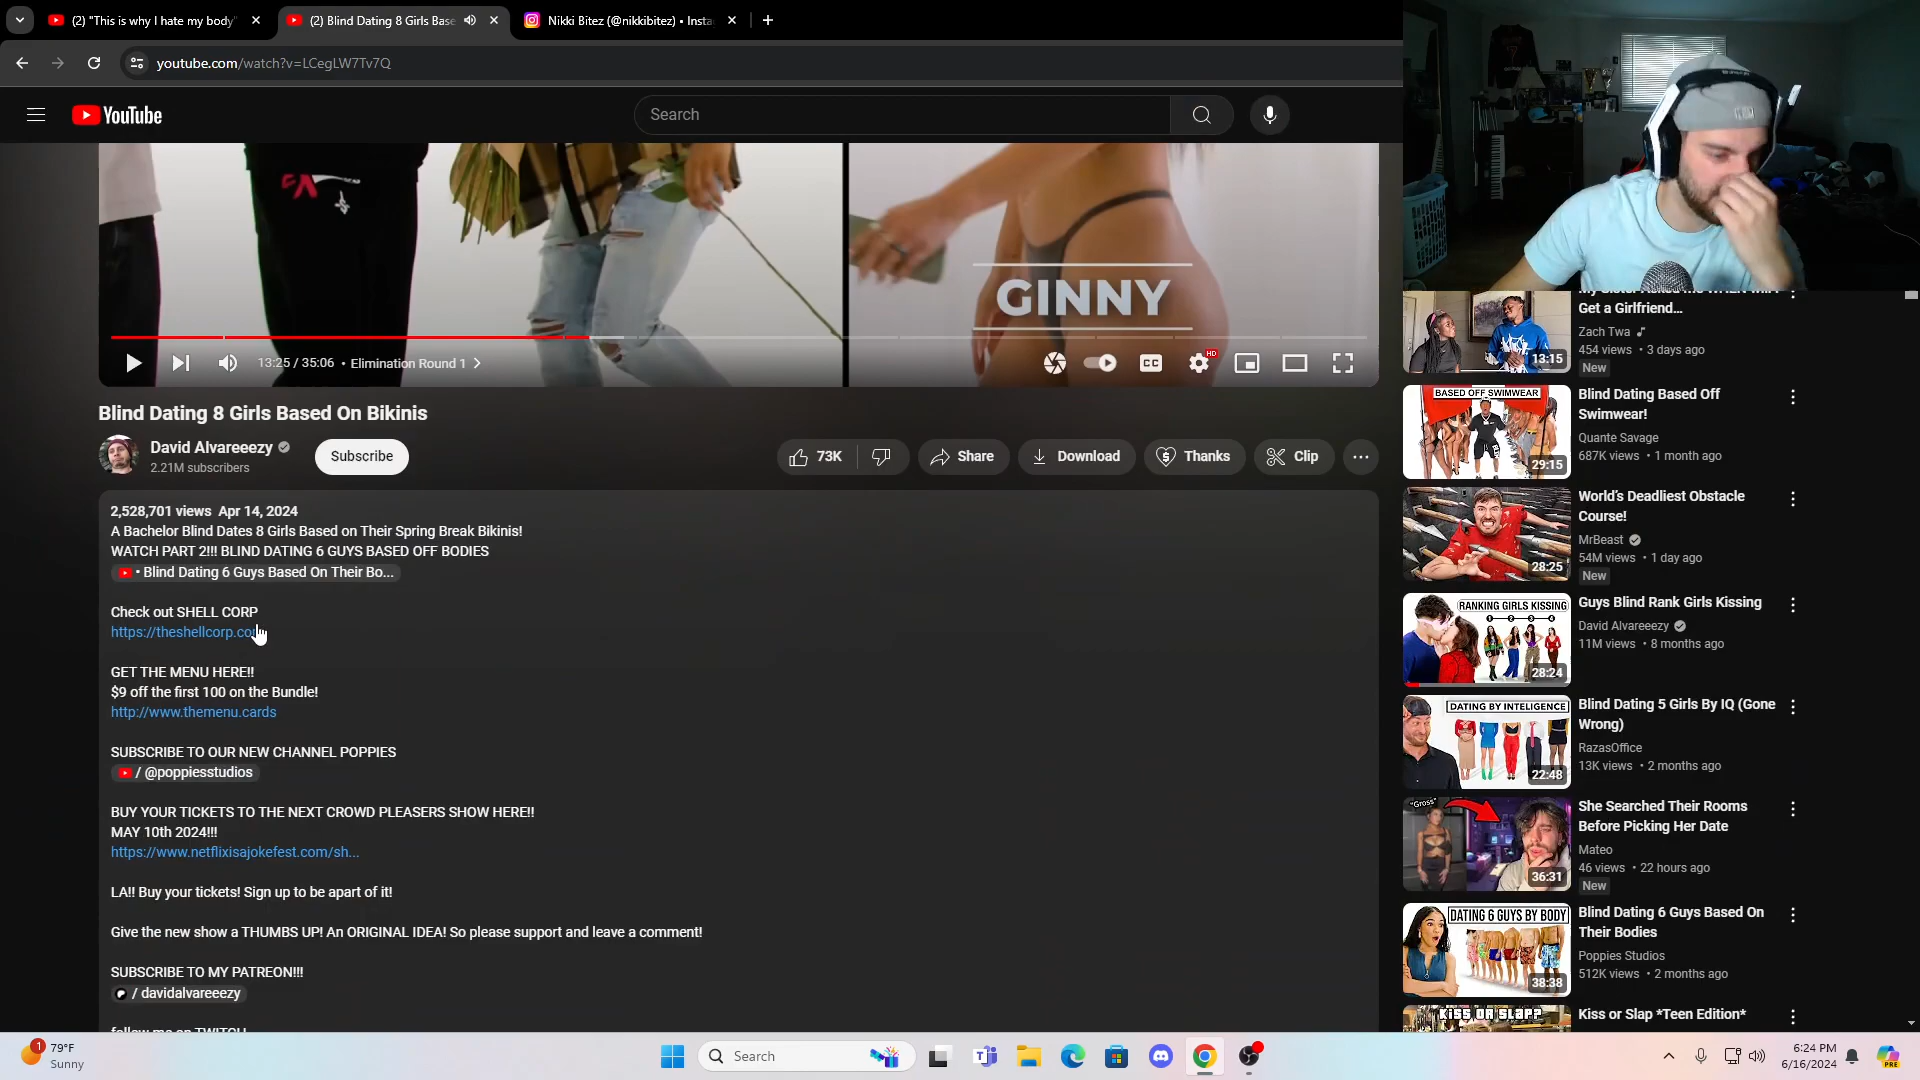 (2) "This is why I hate my body"
(2) Blind Dating 8 Girls Base
Nikki Bitez (@nikkibitez) • Insta
youtube.com/watch?v=LCegLW7Tv7Q
YouTube
Search
GINNY
13:25 / 35:06 • Elimination Round 1
CC
HD
Blind Dating 8 Girls Based On Bikinis
David Alvareeezy
2.21M subscribers
Subscribe
73K
Share
Download
Thanks
Clip
2,528,701 views Apr 14, 2024
A Bachelor Blind Dates 8 Girls Based on Their Spring Break Bikinis!
WATCH PART 2!!! BLIND DATING 6 GUYS BASED OFF BODIES
• Blind Dating 6 Guys Based On Their Bo...
Check out SHELL CORP
https://theshellcorp.com
GET THE MENU HERE!!
$9 off the first 100 on the Bundle!
http://www.themenu.cards
SUBSCRIBE TO OUR NEW CHANNEL POPPIES
/ @poppiesstudios
BUY YOUR TICKETS TO THE NEXT CROWD PLEASERS SHOW HERE!!
MAY 10th 2024!!!
https://www.netflixisajokefest.com/sh...
LA!! Buy your tickets! Sign up to be apart of it!
Give the new show a THUMBS UP! An ORIGINAL IDEA! So please support and leave a comment!
SUBSCRIBE TO MY PATREON!!!
/ davidalvareeezy
follow me on TWITCH
Get a Girlfriend...
Zach Twa
454 views • 3 days ago
New
13:15
BASED OFF SWIMWEAR
29:15
Blind Dating Based Off
Swimwear!
Quante Savage
687K views • 1 month ago
28:25
World's Deadliest Obstacle
Course!
MrBeast
54M views • 1 day ago
New
RANKING GIRLS KISSING
28:24
Guys Blind Rank Girls Kissing
David Alvareeezy
11M views • 8 months ago
DATING BY INTELIGENCE
22:48
Blind Dating 5 Girls By IQ (Gone
Wrong)
RazasOffice
13K views • 2 months ago
"Gross"
36:31
She Searched Their Rooms
Before Picking Her Date
Mateo
46 views • 22 hours ago
New
DATING 6 GUYS BY BODY
38:38
Blind Dating 6 Guys Based On
Their Bodies
Poppies Studios
512K views • 2 months ago
KISS OR SLAP?
Kiss or Slap *Teen Edition*
1
79°F
Sunny
Search
6:24 PM
6/16/2024
PRE